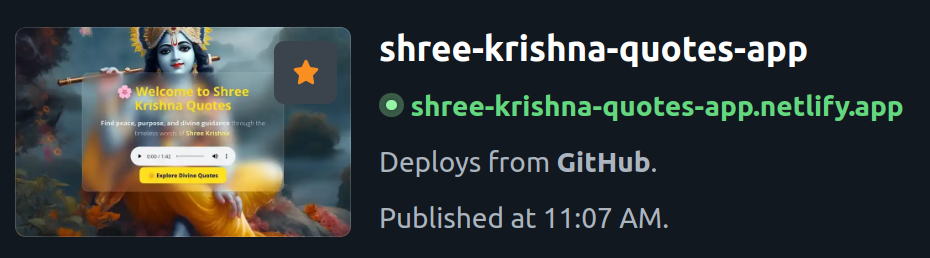 🌸 Welcome to Shree
Krishna Quotes
Find peace, purpose, and divine guidance through the
timeless words of Shree Krishna
0:00 / 1:42
Explore Divine Quotes
shree-krishna-quotes-app
shree-krishna-quotes-app.netlify.app
Deploys from GitHub.
Published at 11:07 AM.